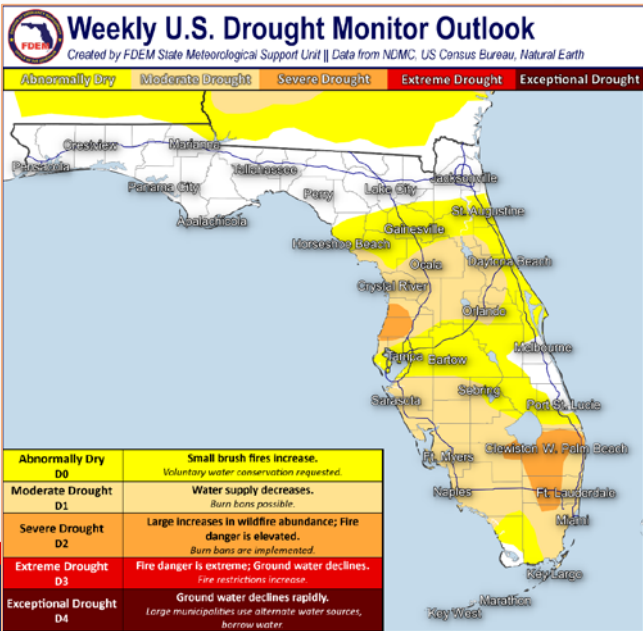 FDEM
Weekly U.S. Drought Monitor Outlook
Created by FDEM State Meteorological Support Unit || Data from NDMC, US Census Bureau, Natural Earth
Abnormally Dry Moderate Drought Severe Drought Extreme Drought Exceptional Drought
Crestview Marianna
Pensacola Tallahassee Jacksonville
Panama City Perry Lake City
Apalachicola St. Augustine
Gainesville
Horseshoe Beach
Ocala Daytona Beach
Crystal River
Orlando
Melbourne
Tampa Bartow
Sebring
Sarasota Port St. Lucie
Clewiston W. Palm Beach
Ft. Myers
Naples Ft. Lauderdale
Miami
Key Largo
Marathon
Key West
Abnormally Dry Small brush fires increase.
D0 Voluntary water conservation requested.
Moderate Drought Water supply decreases.
D1 Burn bans possible.
Severe Drought Large increases in wildfire abundance; Fire
D2 danger is elevated.
Burn bans are implemented.
Extreme Drought Fire danger is extreme; Ground water declines.
D3 Fire restrictions increase.
Exceptional Drought Ground water declines rapidly.
D4 Large municipalities use alternate water sources,
borrow water